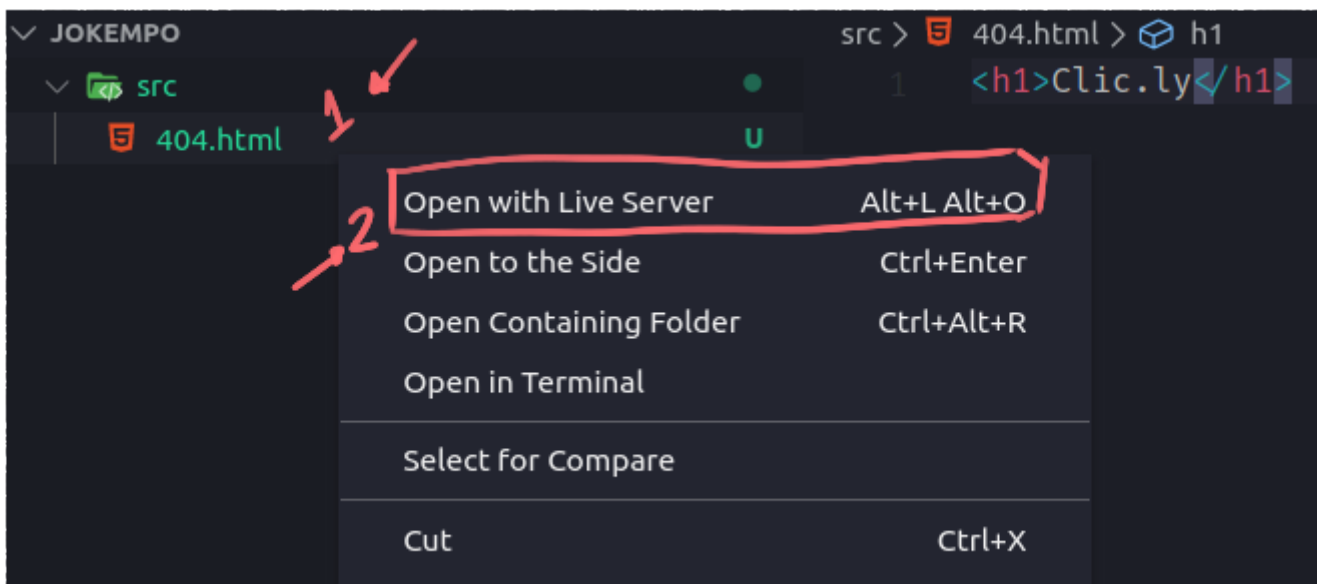 JOKEMPO
src > 404.html > h1
src
1 <h1>Clic.ly</h1>
404.html U
1
Open with Live Server Alt+L Alt+O
2
Open to the Side Ctrl+Enter
Open Containing Folder Ctrl+Alt+R
Open in Terminal
Select for Compare
Cut Ctrl+X